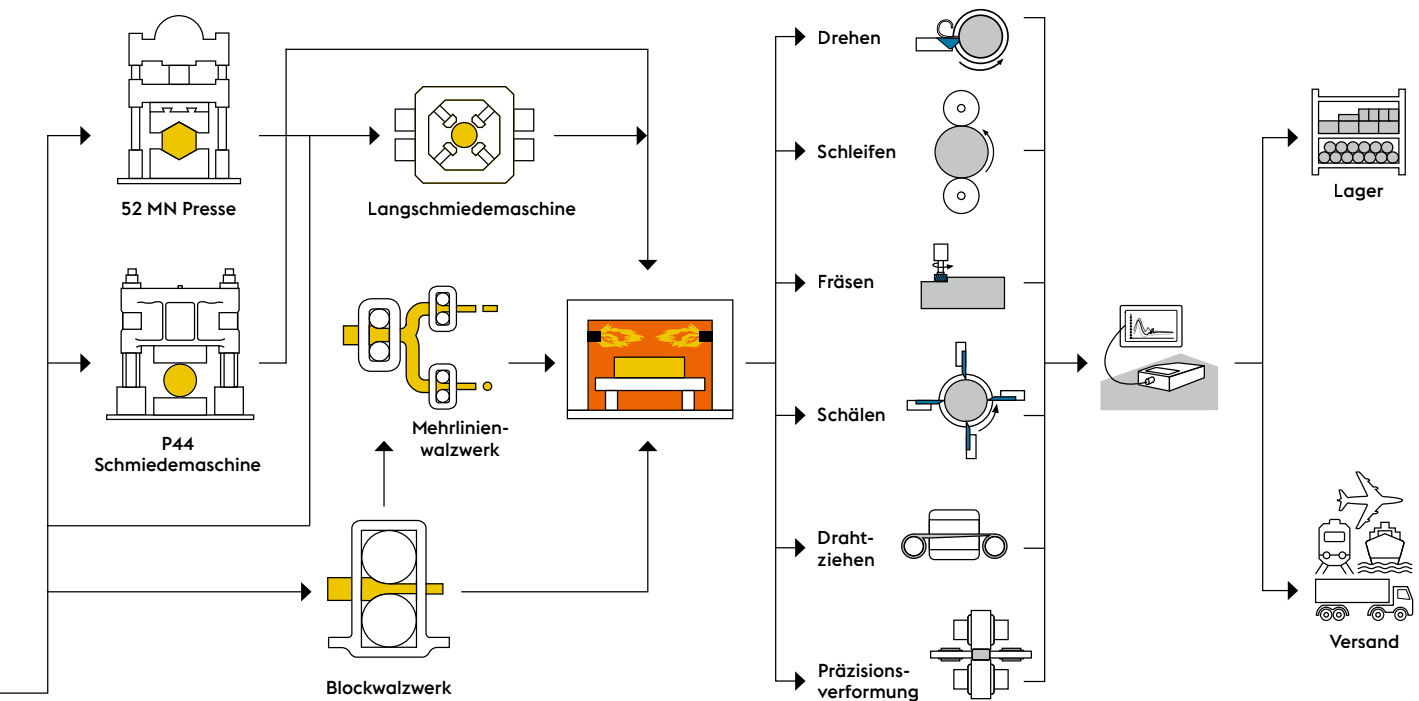 52 MN Presse
Langschmiedemaschine
P44
Schmiedemaschine
Mehrlinien-
walzwerk
Blockwalzwerk
Drehen
Schleifen
Fräsen
Schälen
Draht-
ziehen
Präzisions-
verformung
Lager
Versand